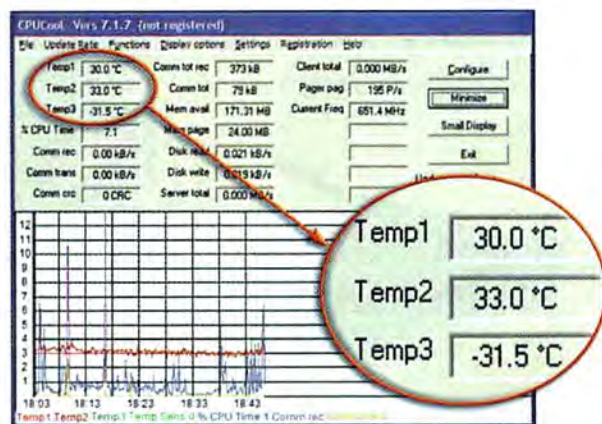 CPUCool Vers 7.1.7 (not registered)
File Update Rate Functions Display options Settings Registration Help
Temp1 30.0 °C Comm tot rec 373 kB Client total 0.000 MB/s Configure
Temp2 33.0 °C Comm tot 79 kB Pager pag 195 P/s Minimize
Temp3 -31.5 °C Mem avail 171.31 MB Current Freq 651.4 MHz
% CPU Time 7.1 page 24.00 MB Small Display
Comm rec 0.00 kB/s Disk read 0.021 kB/s Exit
Comm trans 0.00 kB/s Disk write 0.019 kB/s
Comm crc 0 CRC Server total 0.000 MB/s
Temp1 30.0 °C
Temp2 33.0 °C
Temp3 -31.5 °C
12
11
10
9
8
7
6
5
4
3
2
1
18:03 18:13 18:23 18:33 18:43
Temp1 Temp2 Temp3 Temp Sens 0 % CPU Time 1 Comm rec